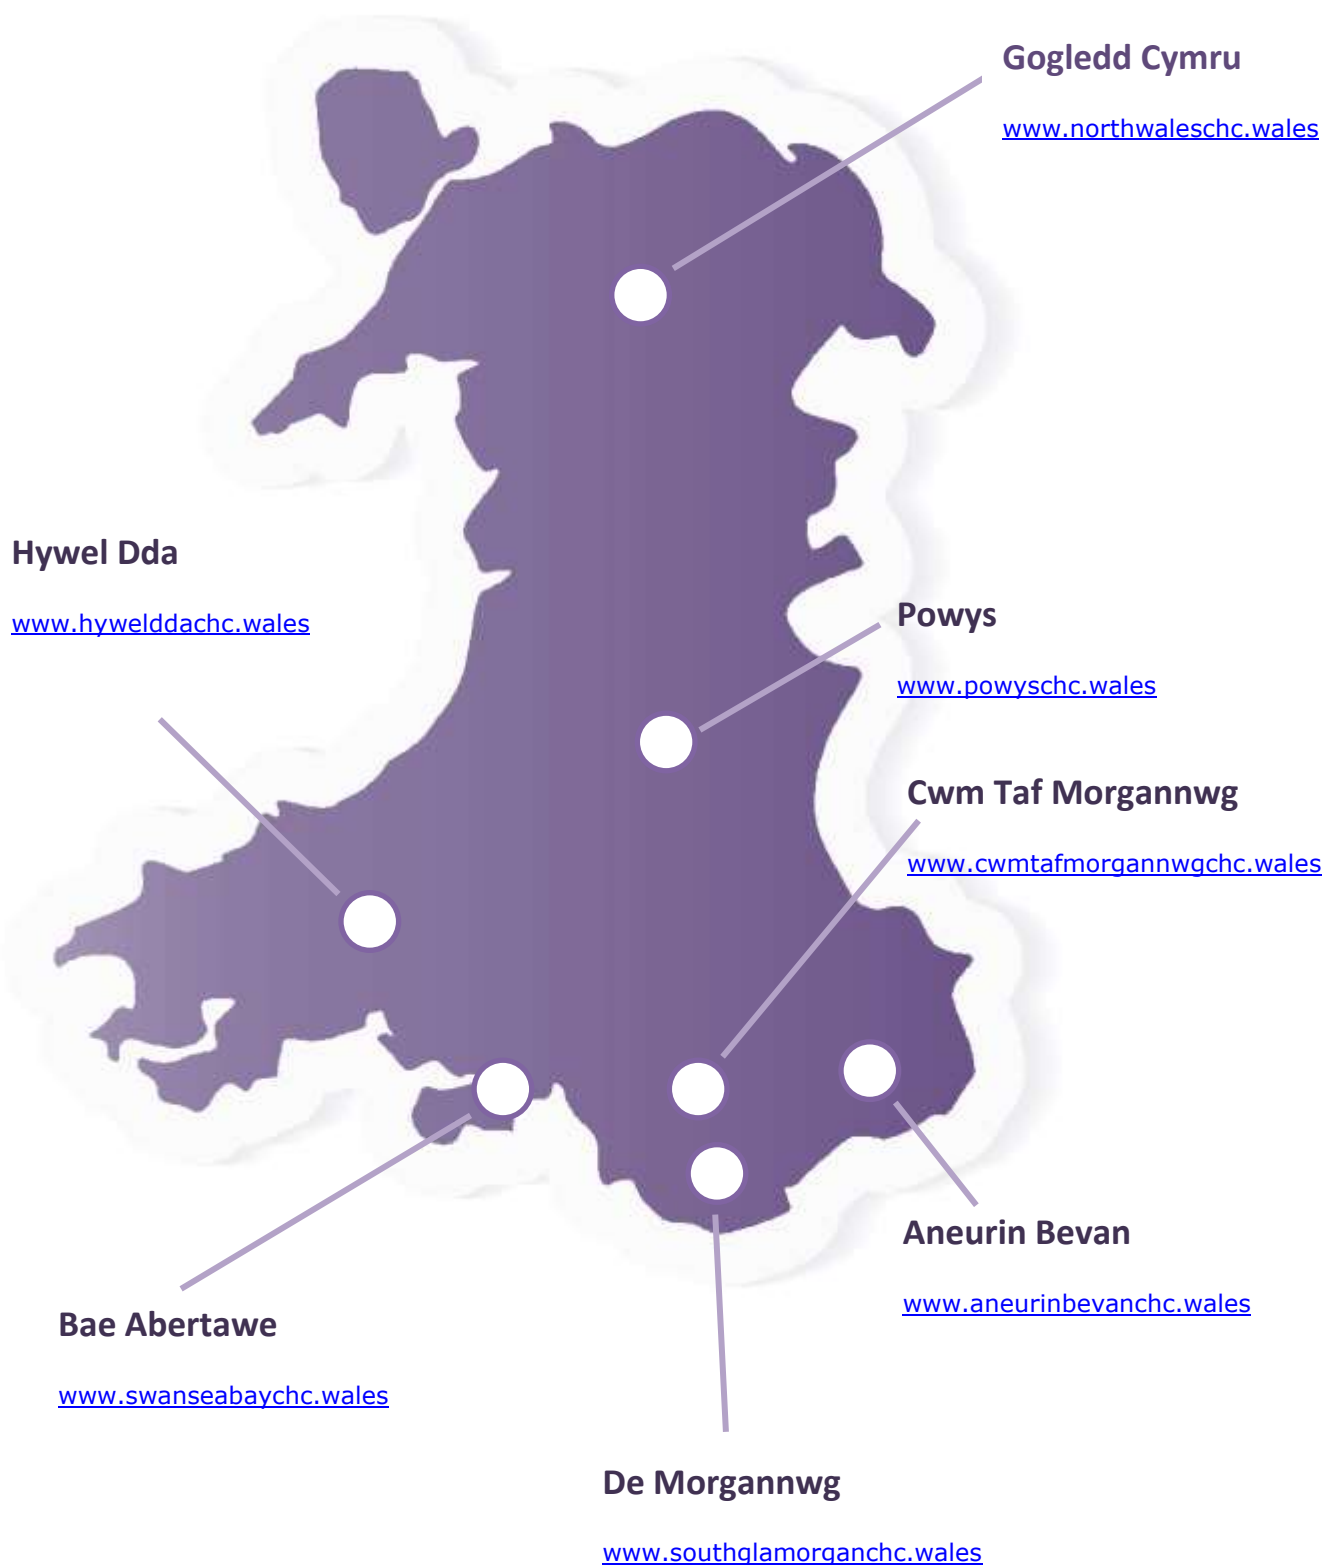 Gogledd Cymru
www.northwaleschc.wales
Hywel Dda
www.hywelddachc.wales
Powys
www.powyschc.wales
Cwm Taf Morgannwg
www.cwmtafmorgannwgchc.wales
Aneurin Bevan
www.aneurinbevanchc.wales
Bae Abertawe
www.swanseabaychc.wales
De Morgannwg
www.southglamorganchc.wales